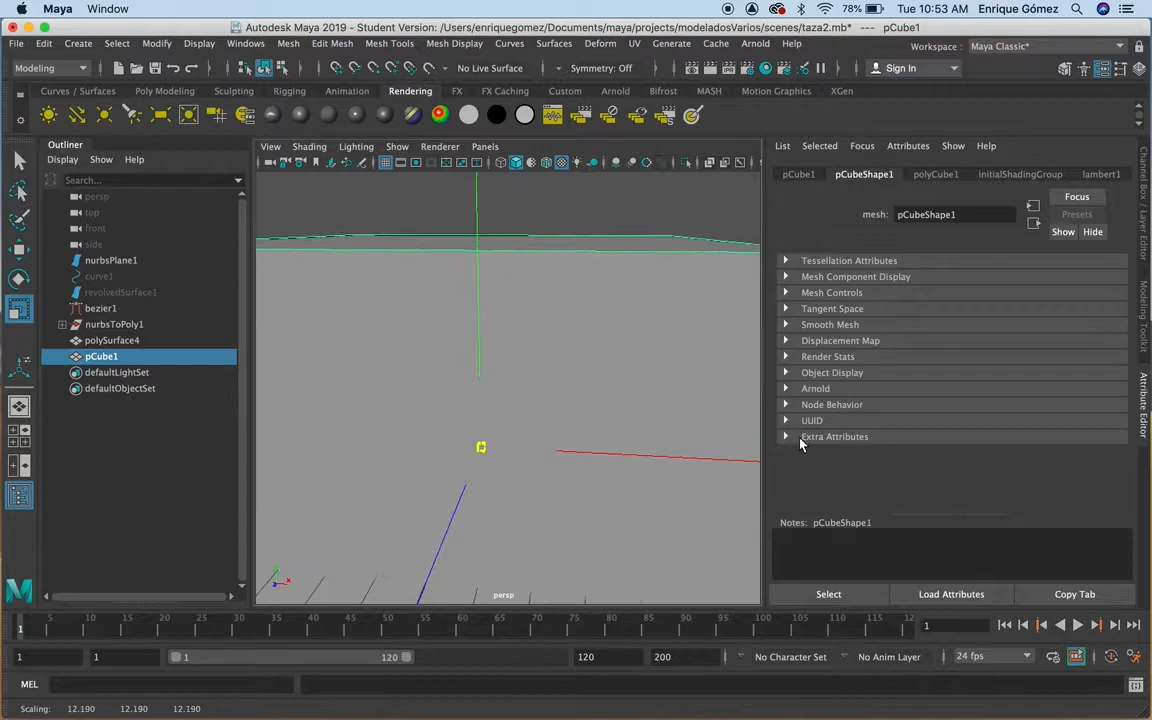 Maya Window 78% Tue 10:53 AM Enrique Gómez
Autodesk Maya 2019 - Student Version: /Users/enriquegomez/Documents/maya/projects/modeladosVarios/scenes/taza2.mb* --- pCube1
File Edit Create Select Modify Display Windows Mesh Edit Mesh Mesh Tools Mesh Display Curves Surfaces Deform UV Generate Cache Arnold Help Workspace : Maya Classic*
Modeling No Live Surface Symmetry: Off Sign In
Curves / Surfaces Poly Modeling Sculpting Rigging Animation Rendering FX FX Caching Custom Arnold Bifrost MASH Motion Graphics XGen
Outliner
Display Show Help
Search...
persp
top
front
side
nurbsPlane1
curve1
revolvedSurface1
bezier1
nurbsToPoly1
polySurface4
pCube1
defaultLightSet
defaultObjectSet
View Shading Lighting Show Renderer Panels
persp
List Selected Focus Attributes Show Help
pCube1 pCubeShape1 polyCube1 initialShadingGroup lambert1
mesh: pCubeShape1
Focus
Presets
Show Hide
Tessellation Attributes
Mesh Component Display
Mesh Controls
Tangent Space
Smooth Mesh
Displacement Map
Render Stats
Object Display
Arnold
Node Behavior
UUID
Extra Attributes
Notes: pCubeShape1
Select Load Attributes Copy Tab
Channel Box / Layer Editor
Modeling Toolkit
Attribute Editor
1 5 10 15 20 25 30 35 40 45 50 55 60 65 70 75 80 85 90 95 100 105 110 115 12 1
1 1 1 120 120 200 No Character Set No Anim Layer 24 fps
MEL
Scaling: 12.190 12.190 12.190